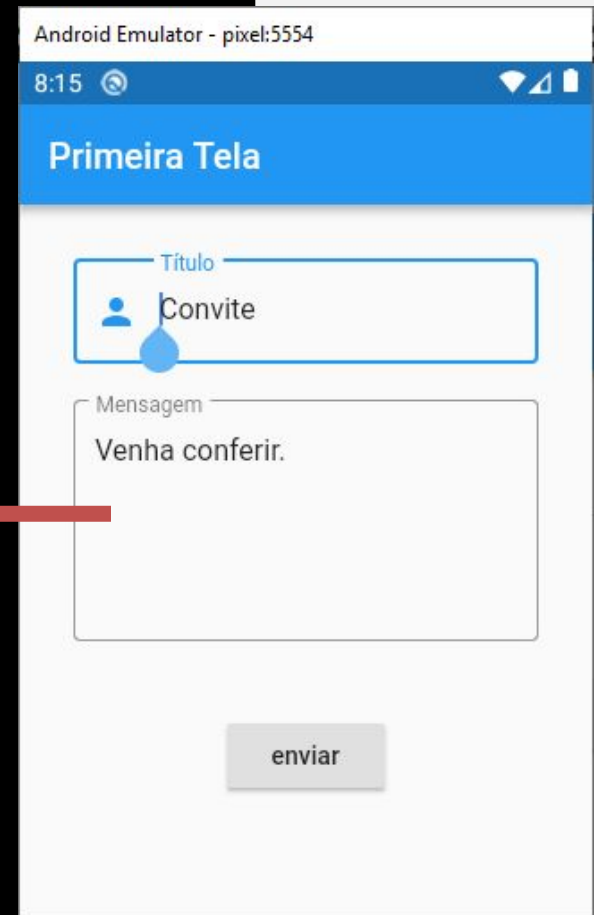 Android Emulator - pixel:5554
8:15
Primeira Tela
Título
Convite
Mensagem
Venha conferir.
enviar